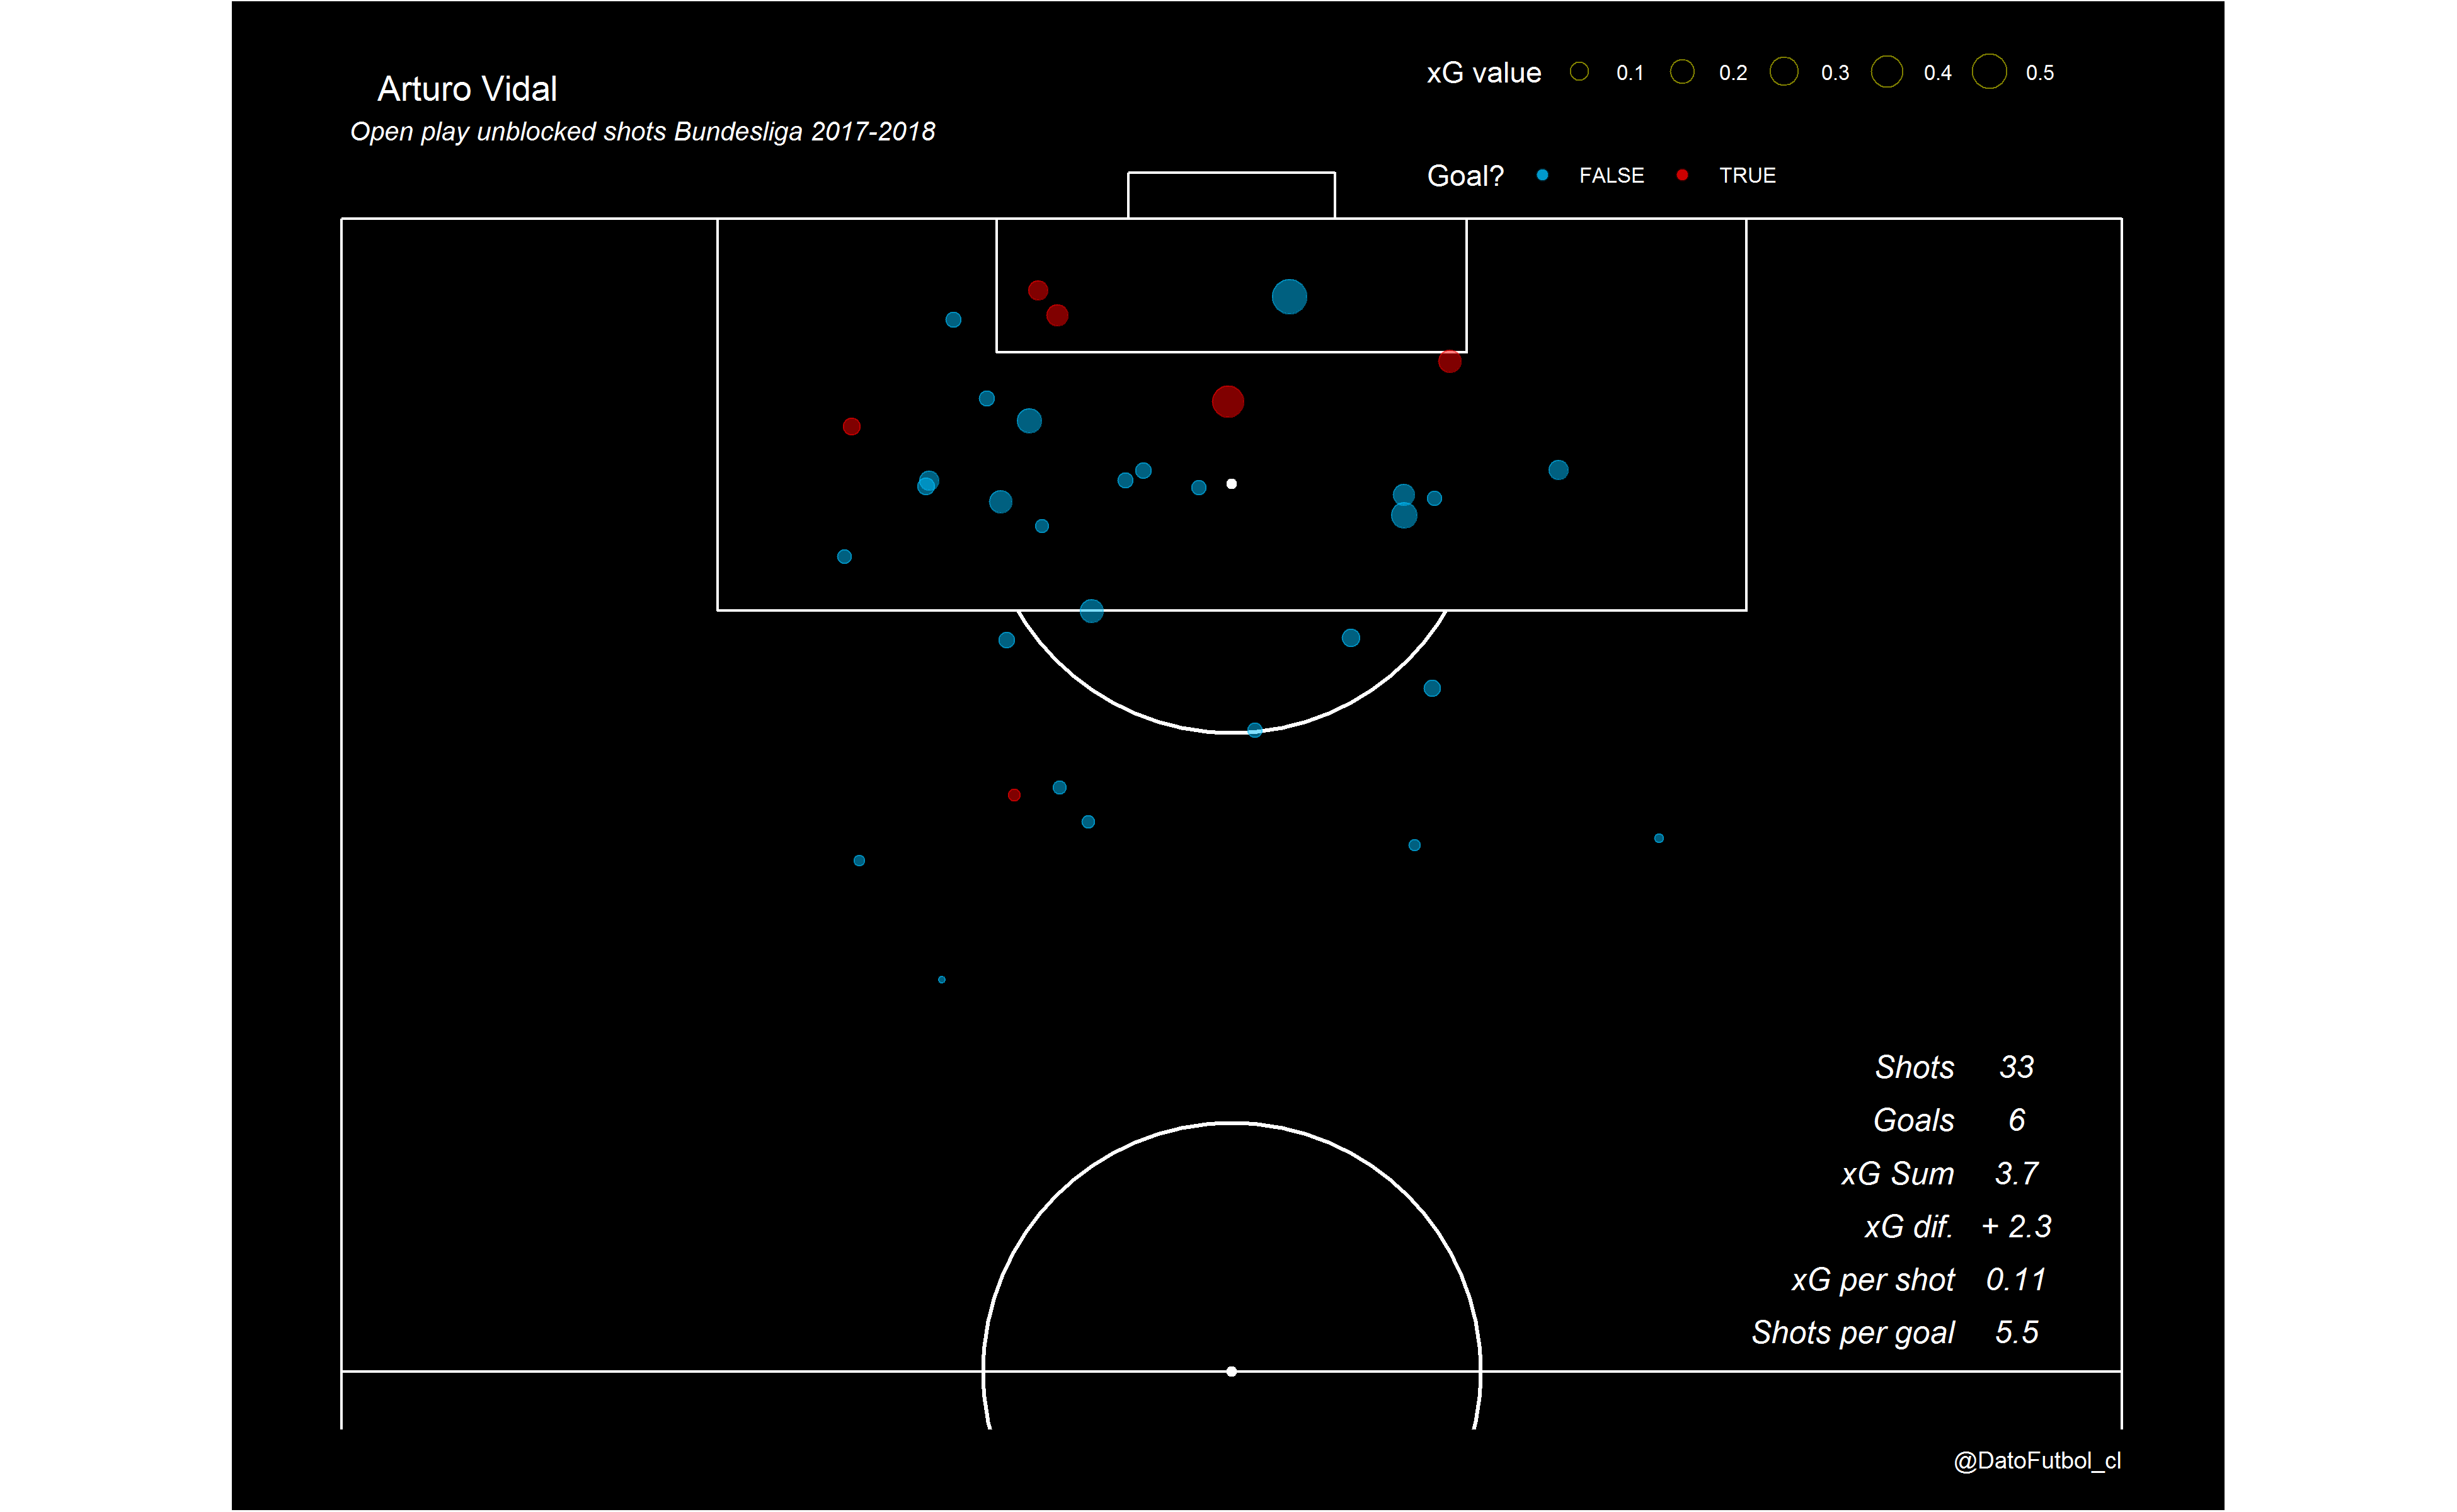 Arturo Vidal
Open play unblocked shots Bundesliga 2017-2018
xG value 0.1 0.2 0.3 0.4 0.5
Goal? FALSE TRUE
Shots 33
Goals 6
xG Sum 3.7
xG dif. + 2.3
xG per shot 0.11
Shots per goal 5.5
@DatoFutbol_cl